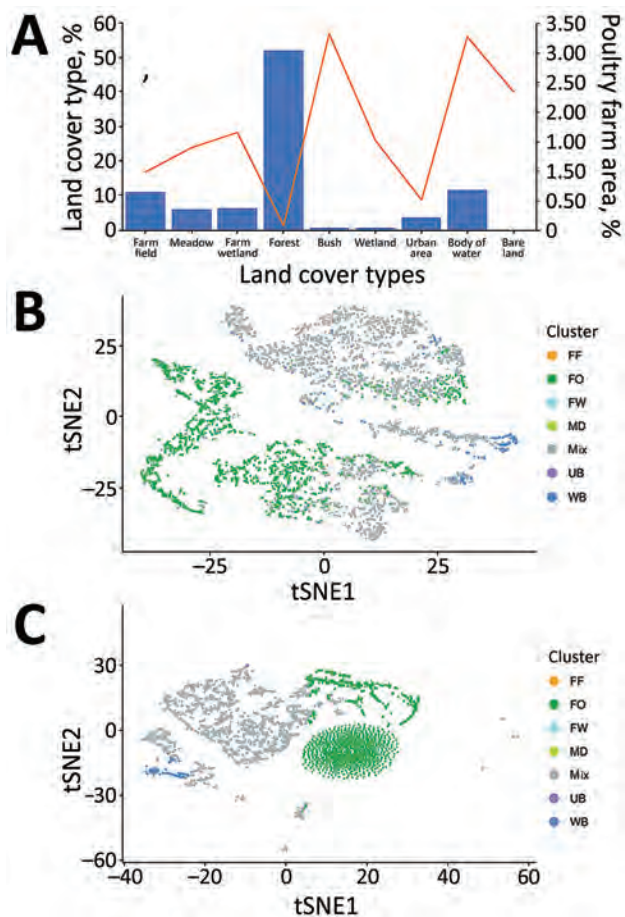 A
Land cover type, %
60
50
40
30
20
10
0
,
3.50
3.00
2.50
2.00
1.00
1.50
0.50
0
Poultry farm area, %
Farm field
Meadow
Farm wetland
Forest
Bush
Wetland
Urban area
Body of water
Bare land
Land cover types
B
tSNE2
25
0
−25
−25
0
25
tSNE1
Cluster
FF
FO
FW
MD
Mix
UB
WB
C
tSNE2
30
0
−30
−60
−40
−20
0
20
40
60
tSNE1
Cluster
FF
FO
FW
MD
Mix
UB
WB